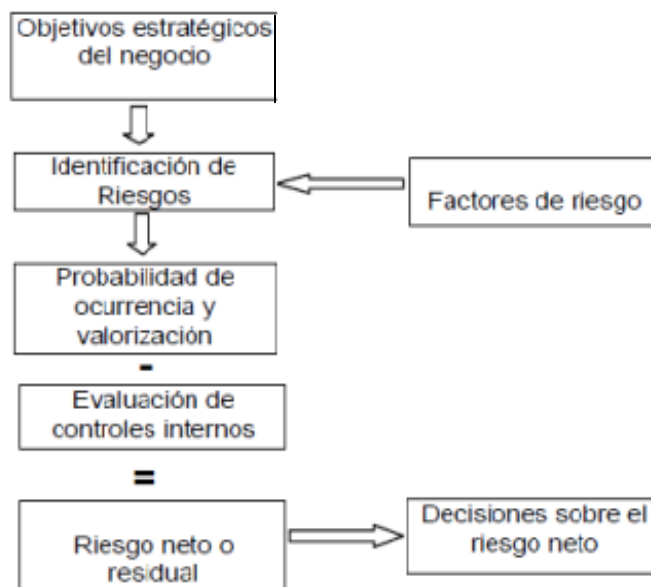 Objetivos estratégicos
del negocio
Identificación de
Riesgos
Factores de riesgo
Probabilidad de
ocurrencia y
valorización
-
Evaluación de
controles internos
=
Riesgo neto o
residual
Decisiones sobre el
riesgo neto